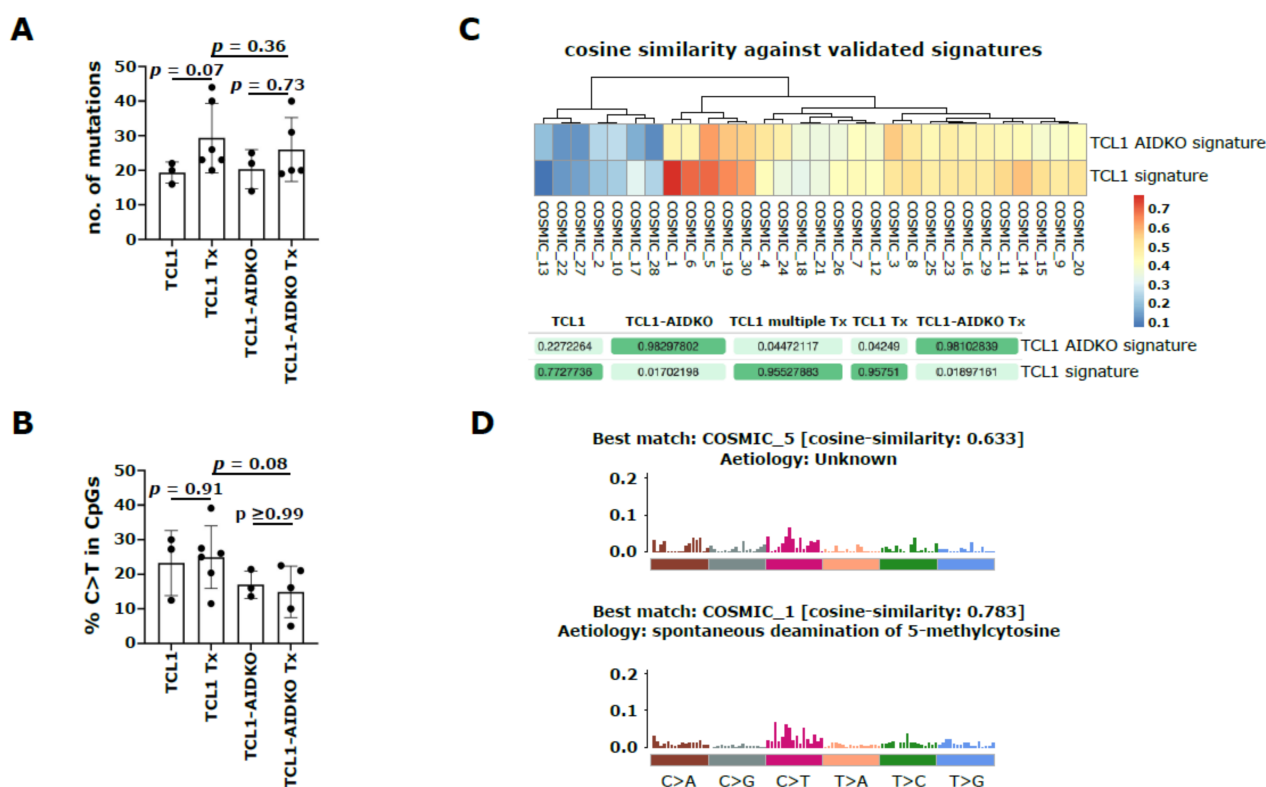 A
p = 0.36
p = 0.07
p = 0.73
no. of mutations
50
40
30
20
10
0
TCL1
TCL1 Tx
TCL1-AIDKO
TCL1-AIDKO Tx
B
p = 0.08
p = 0.91
p ≥0.99
% C>T in CpGs
50
40
30
20
10
0
TCL1
TCL1 Tx
TCL1-AIDKO
TCL1-AIDKO Tx
C
cosine similarity against validated signatures
TCL1 AIDKO signature
TCL1 signature
COSMIC_13
COSMIC_22
COSMIC_27
COSMIC_2
COSMIC_10
COSMIC_17
COSMIC_28
COSMIC_1
COSMIC_6
COSMIC_5
COSMIC_19
COSMIC_30
COSMIC_4
COSMIC_24
COSMIC_18
COSMIC_21
COSMIC_26
COSMIC_7
COSMIC_12
COSMIC_3
COSMIC_8
COSMIC_25
COSMIC_23
COSMIC_16
COSMIC_29
COSMIC_11
COSMIC_14
COSMIC_15
COSMIC_9
COSMIC_20
0.7
0.6
0.5
0.4
0.3
0.2
0.1
TCL1 TCL1-AIDKO TCL1 multiple Tx TCL1 Tx TCL1-AIDKO Tx
0.2272264 0.98297802 0.04472117 0.04249 0.98102839 TCL1 AIDKO signature
0.7727736 0.01702198 0.95527883 0.95751 0.01897161 TCL1 signature
D
Best match: COSMIC_5 [cosine-similarity: 0.633]
Aetiology: Unknown
0.2
0.1
0.0
Best match: COSMIC_1 [cosine-similarity: 0.783]
Aetiology: spontaneous deamination of 5-methylcytosine
0.2
0.1
0.0
C>A C>G C>T T>A T>C T>G